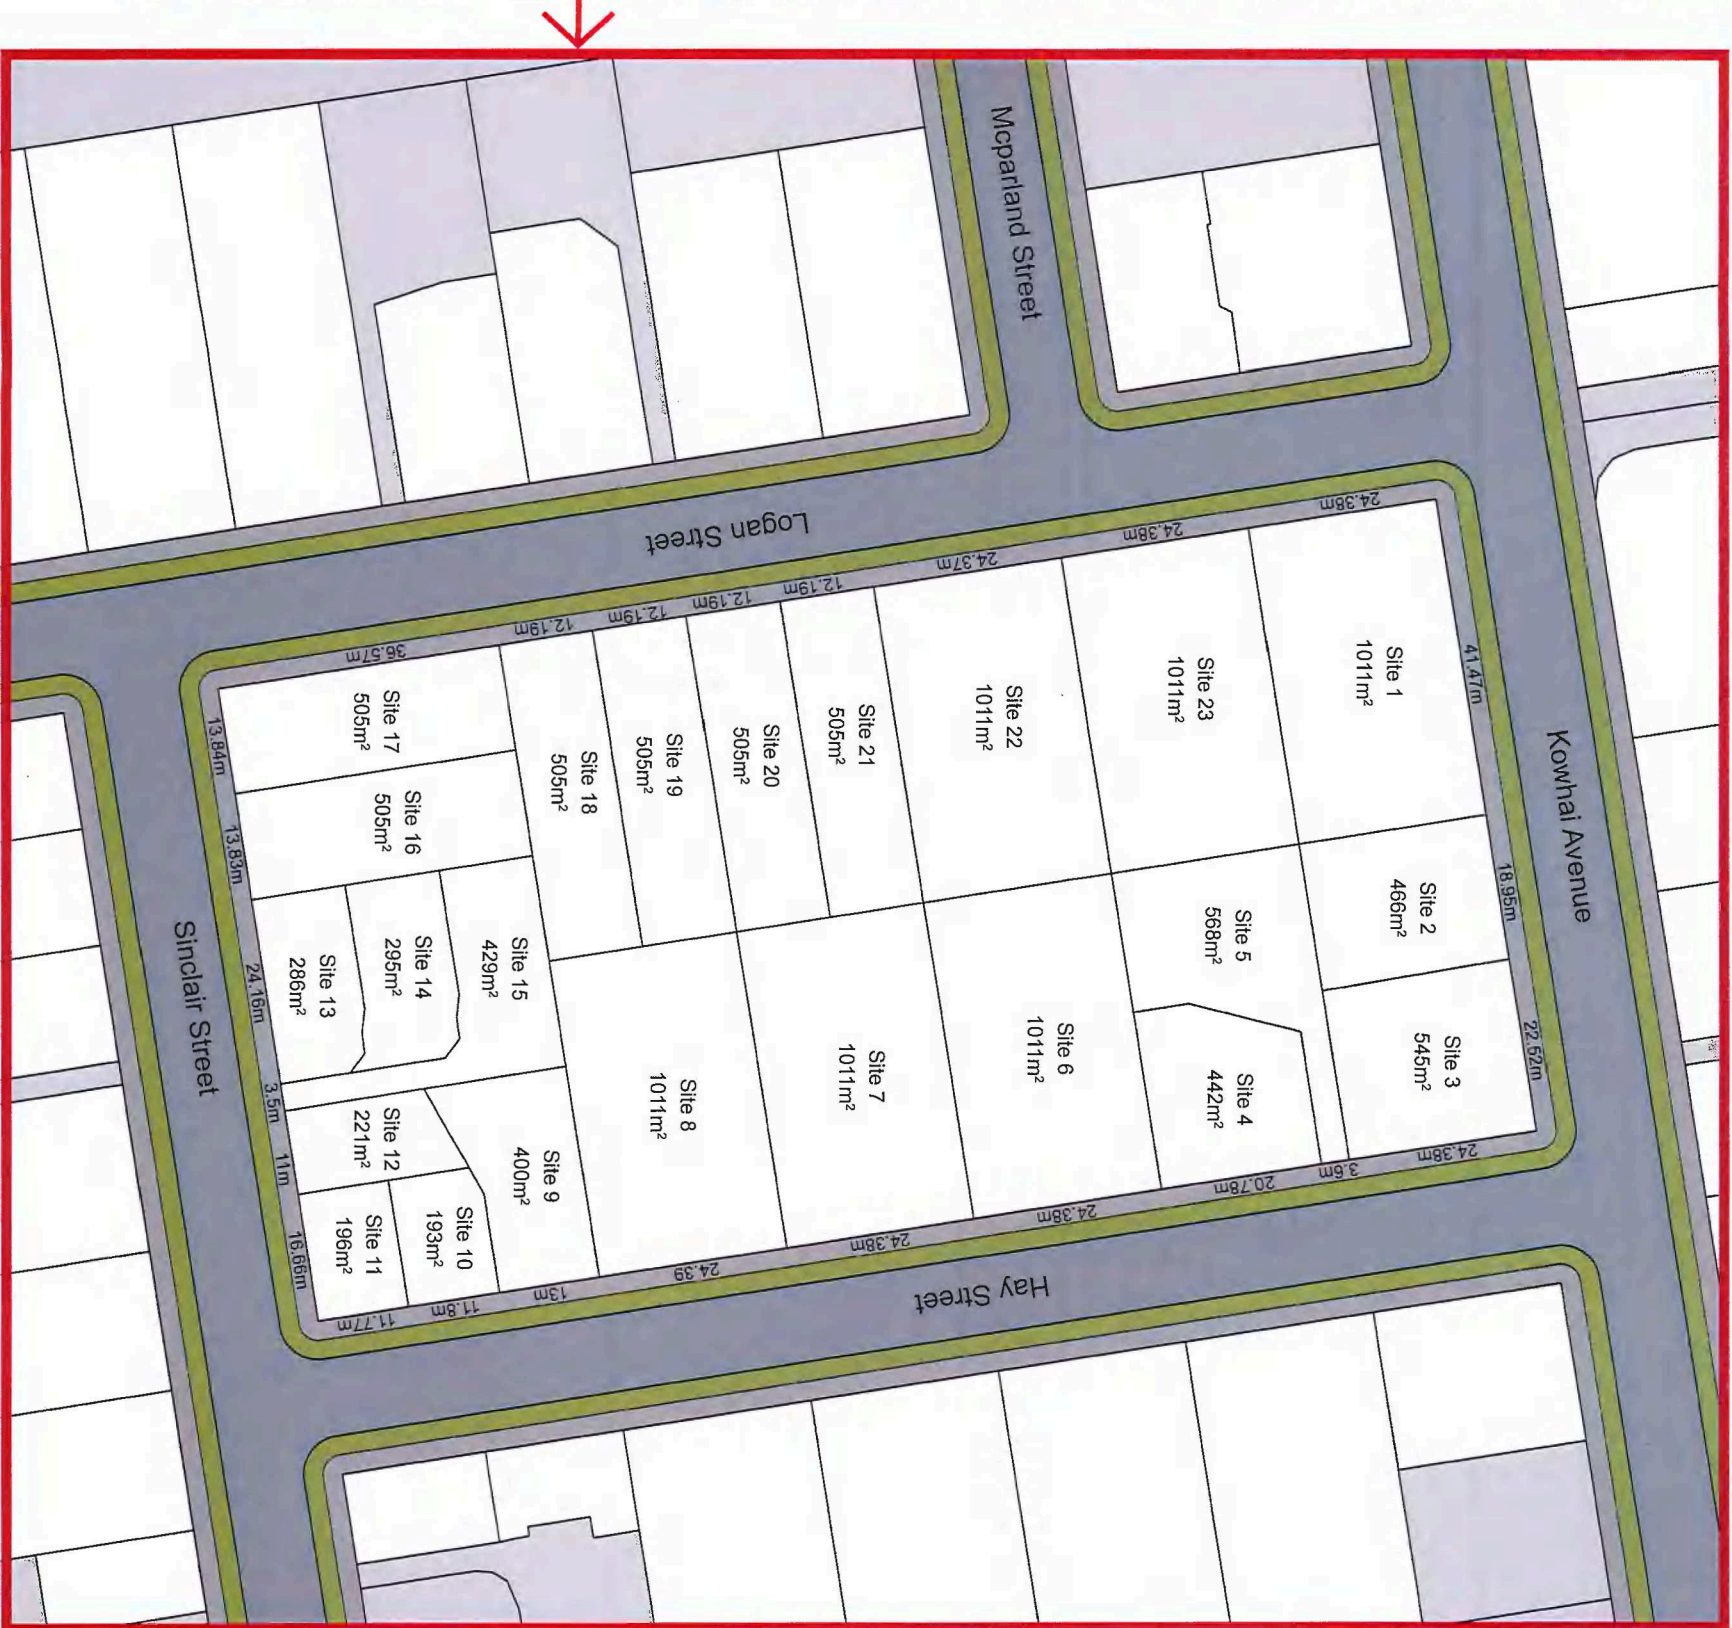 Mcparland Street
Logan Street
Kowhai Avenue
Sinclair Street
Hay Street
24.38m
24.38m
24.37m
12.19m
12.19m
12.19m
12.19m
36.57m
41.47m
18.95m
22.52m
24.38m
3.6m
20.78m
24.38m
24.38m
24.39
13m
11.8m
11.77m
13.84m
13.83m
24.16m
3.5m
11m
16.66m
Site 1
1011m²
Site 2
466m²
Site 3
545m²
Site 4
442m²
Site 5
568m²
Site 6
1011m²
Site 7
1011m²
Site 8
1011m²
Site 9
400m²
Site 10
193m²
Site 11
196m²
Site 12
221m²
Site 13
286m²
Site 14
295m²
Site 15
429m²
Site 16
505m²
Site 17
505m²
Site 18
505m²
Site 19
505m²
Site 20
505m²
Site 21
505m²
Site 22
1011m²
Site 23
1011m²